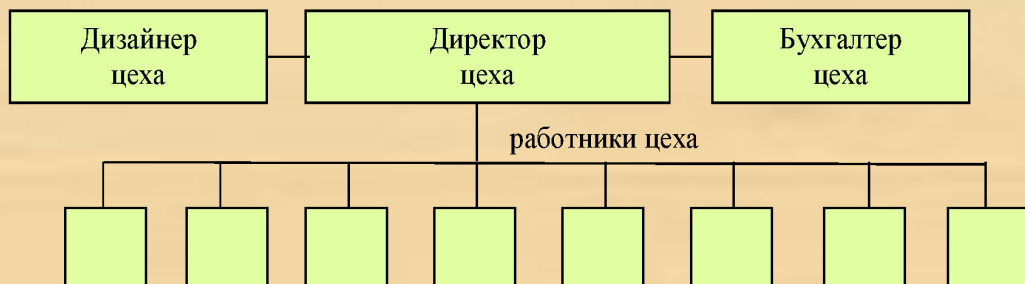 Дизайнер
цеха
Директор
цеха
Бухгалтер
цеха
работники цеха